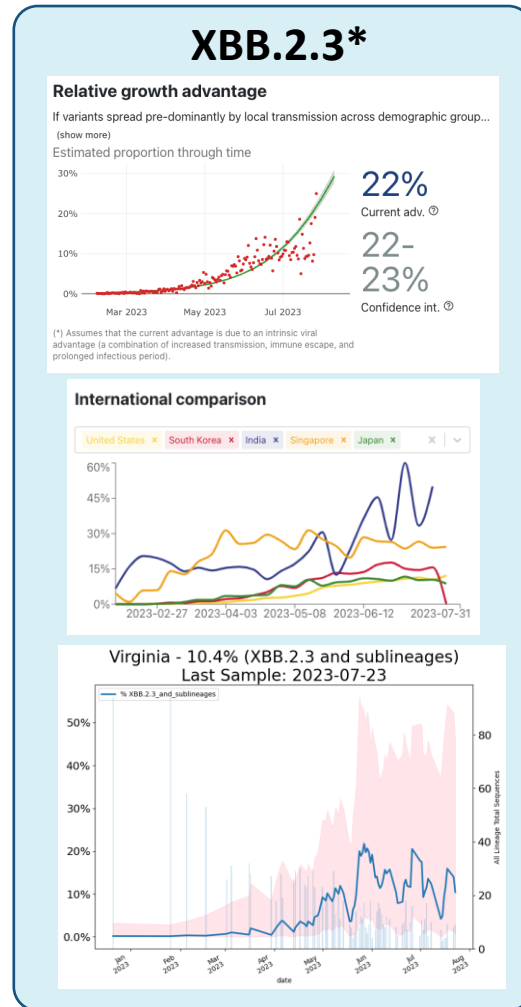 XBB.2.3*
Relative growth advantage
If variants spread pre-dominantly by local transmission across demographic group...
(show more)
Estimated proportion through time
30%
20%
10%
0%
Mar 2023 May 2023 Jul 2023
22%
Current adv. ?
22-
23%
Confidence int. ?
(*) Assumes that the current advantage is due to an intrinsic viral
advantage (a combination of increased transmission, immune escape, and
prolonged infectious period).
International comparison
United States × South Korea × India × Singapore × Japan × ×
60%
45%
30%
15%
0%
2023-02-27 2023-04-03 2023-05-08 2023-06-12 2023-07-31
Virginia - 10.4% (XBB.2.3 and sublineages)
Last Sample: 2023-07-23
% XBB.2.3_and_sublineages
50%
40%
30%
20%
10%
0.0%
80
60
40
20
0
All Lineage Total Sequences
Jan 2023 Feb 2023 Mar 2023 Apr 2023 May 2023 Jun 2023 Jul 2023 Aug 2023
date